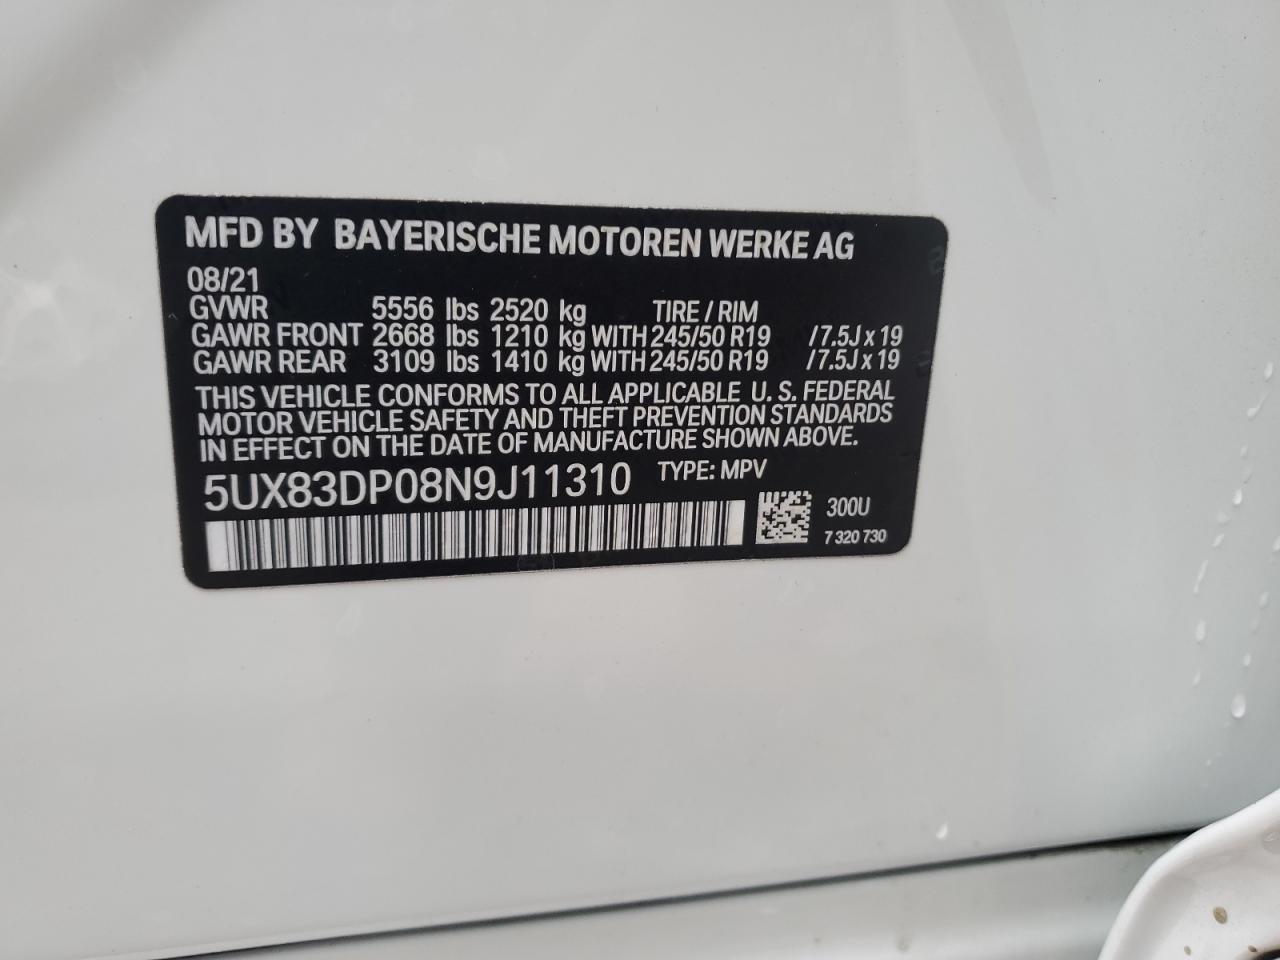 MFD BY BAYERISCHE MOTOREN WERKE AG
08/21
GVWR 5556 lbs 2520 kg TIRE / RIM
GAWR FRONT 2668 lbs 1210 kg WITH 245/50 R19 /7.5J x 19
GAWR REAR 3109 lbs 1410 kg WITH 245/50 R19 /7.5J x 19
THIS VEHICLE CONFORMS TO ALL APPLICABLE U. S. FEDERAL
MOTOR VEHICLE SAFETY AND THEFT PREVENTION STANDARDS
IN EFFECT ON THE DATE OF MANUFACTURE SHOWN ABOVE.
5UX83DP08N9J11310 TYPE: MPV
300U
7 320 730